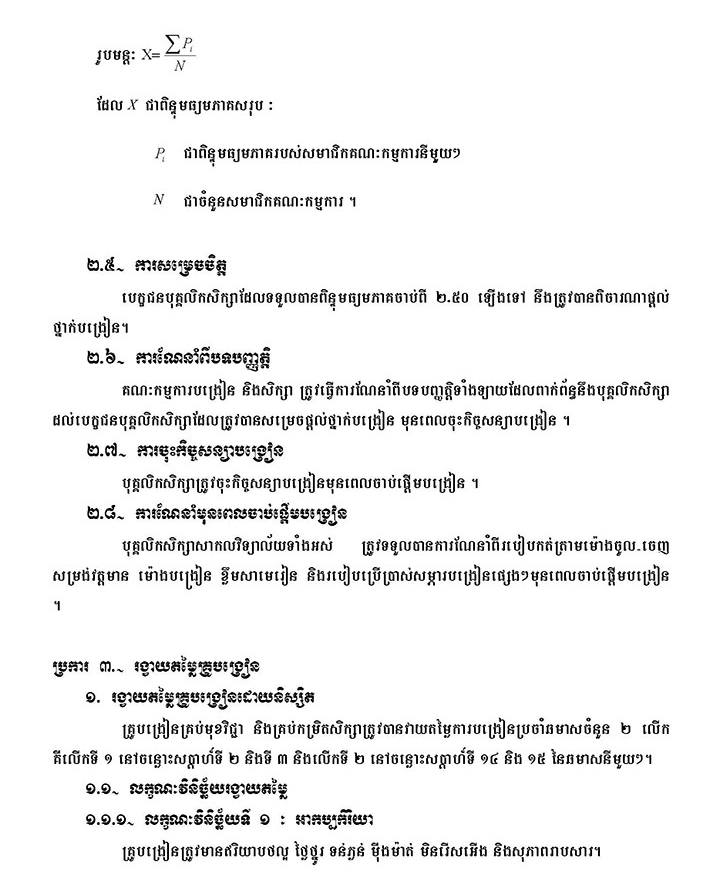 រូបមន្ត: X= ∑Pi / N
ដែល X ជាពិន្ទុមធ្យមភាគសរុប :
Pi ជាពិន្ទុមធ្យមភាគរបស់សមាជិកគណៈកម្មការនីមួយៗ
N ជាចំនួនសមាជិកគណៈកម្មការ ។
២.៥~ ការសម្រេចចិត្ត
បេក្ខជនបុគ្គលិកសិក្សាដែលទទួលបានពិន្ទុមធ្យមភាគចាប់ពី ២.៥០ ឡើងទៅ នឹងត្រូវបានពិចារណាផ្ដល់
ថ្នាក់បង្រៀន។
២.៦~ ការណែនាំពីបទបញ្ញត្តិ
គណៈកម្មការបង្រៀន និងសិក្សា ត្រូវធ្វើការណែនាំពីបទបញ្ញត្តិទាំងឡាយដែលពាក់ព័ន្ធនឹងបុគ្គលិកសិក្សា
ដល់បេក្ខជនបុគ្គលិកសិក្សាដែលត្រូវបានសម្រេចផ្ដល់ថ្នាក់បង្រៀន មុនពេលចុះកិច្ចសន្យាបង្រៀន ។
២.៧~ ការចុះកិច្ចសន្យាបង្រៀន
បុគ្គលិកសិក្សាត្រូវចុះកិច្ចសន្យាបង្រៀនមុនពេលចាប់ផ្ដើមបង្រៀន ។
២.៨~ ការណែនាំមុនពេលចាប់ផ្ដើមបង្រៀន
បុគ្គលិកសិក្សាសាកលវិទ្យាល័យទាំងអស់ ត្រូវទទួលបានការណែនាំពីរបៀបកត់ត្រាមម៉ោងចូល-ចេញ
សម្រង់វត្តមាន ម៉ោងបង្រៀន ខ្លឹមសាមេរៀន និងរបៀបប្រើប្រាស់សម្ភារបង្រៀនផ្សេងៗមុនពេលចាប់ផ្ដើមបង្រៀន
។
ប្រការ ៣.~ រង្វាយតម្លៃគ្រូបង្រៀន
១. រង្វាយតម្លៃគ្រូបង្រៀនដោយនិស្សិត
គ្រូបង្រៀនគ្រប់មុខវិជ្ជា និងគ្រប់កម្រិតសិក្សាត្រូវបានវាយតម្លៃការបង្រៀនប្រចាំឆមាសចំនួន ២ លើក
គឺលើកទី ១ នៅចន្លោះសប្ដាហ៍ទី ២ និងទី ៣ និងលើកទី ២ នៅចន្លោះសប្ដាហ៍ទី ១៤ និង ១៥ នៃឆមាសនីមួយៗ។
១.១~ លក្ខណៈវិនិច្ឆ័យរង្វាយតម្លៃ
១.១.១~ លក្ខណៈវិនិច្ឆ័យទី ១ : អាកប្បកិរិយា
គ្រូបង្រៀនត្រូវមានឥរិយាបថល្អ ថ្លៃថ្នូរ ទន់ភ្លន់ ម៉ឺងម៉ាត់ មិនរើសអើង និងសុភាពរាបសារ។